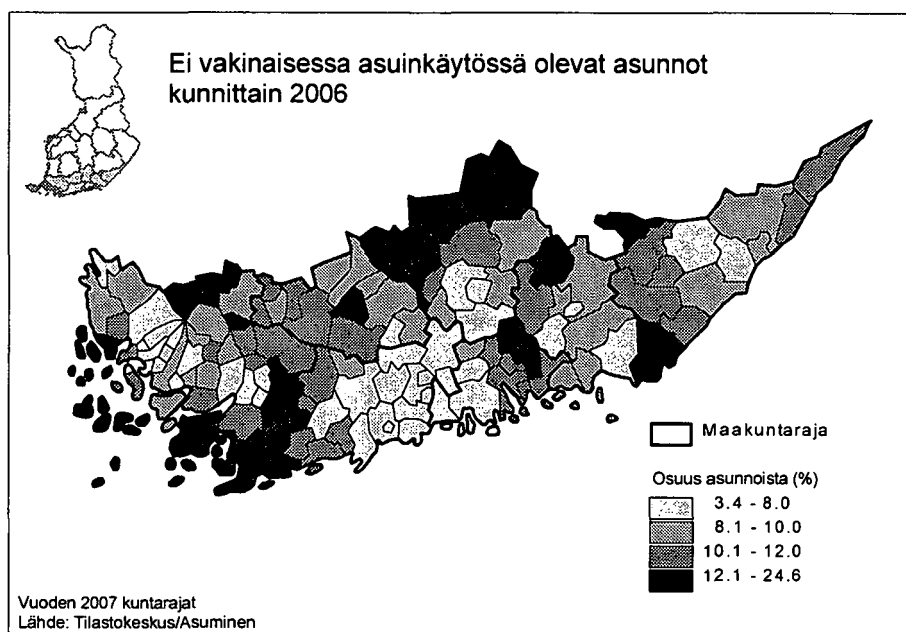 Ei vakinaisessa asuinkäytössä olevat asunnot
kunnittain 2006
Maakuntaraja
Osuus asunnoista (%)
3.4 - 8.0
8.1 - 10.0
10.1 - 12.0
12.1 - 24.6
Vuoden 2007 kuntarajat
Lähde: Tilastokeskus/Asuminen